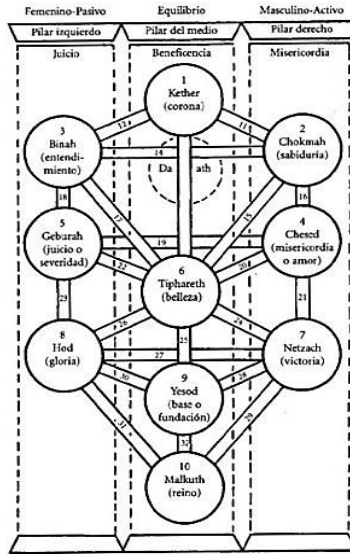 Femenino-Pasivo Equilibrio Masculino-Activo
Pilar izquierdo Pilar del medio Pilar derecho
Juicio Beneficencia Misericordia
1
Kether
(corona)
12 11
3
Binah
(entendi-
miento)
2
Chokmah
(sabiduría)
14
Da ath
18 17 15 16
5
Geburah
(juicio o
severidad)
4
Chesed
(misericordia
o amor)
19
22 20
6
Tiphareth
(belleza)
23 21
26 24
25
8
Hod
(gloria)
7
Netzach
(victoria)
27
30 28
9
Yesod
(base o
fundación)
31 29
32
10
Malkuth
(reino)